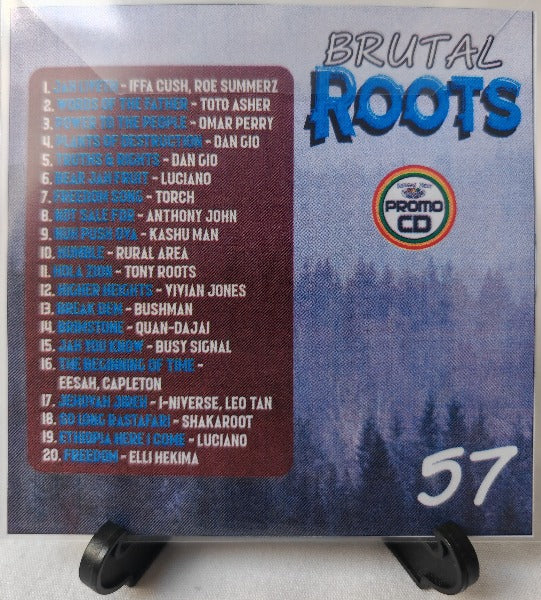 BRUTAL
ROOTS
PROMO
CD
1. JAH LOVE - IFFA CUSH, ROE SUMMERZ
2. WORDS OF THE FATHER - TOTO ASHER
3. POWER TO THE PEOPLE - OMAR PERRY
4. PLANTS OF DESTRUCTION - DAN GIO
5. TRUTHS & RIGHTS - DAN GIO
6. BEAR JAH FRUIT - LUCIANO
7. FREEDOM SONG - TORCH
8. NOT SALE FOR - ANTHONY JOHN
9. NUH PUSH OVA - KASHU MAN
10. HUMBLE - RURAL AREA
11. ZION - TONY ROOTS
12. HIGHER HEIGHTS - VIVIAN JONES
13. BREAK DEM - BUSHMAN
14. BRIMSTONE - QUAN-DAJAI
15. JAH YOU KNOW - BUSY SIGNAL
16. THE BEGINNING OF TIME -
EESAH, CAPLETON
17. JEHOVAH - I-NIVERSE, LEO TAN
18. SO LONG RASTAFARI - SHAKAROOT
19. ETHIOPIA HERE I COME - LUCIANO
20. FREEDOM - ELLI HEKIMA
57